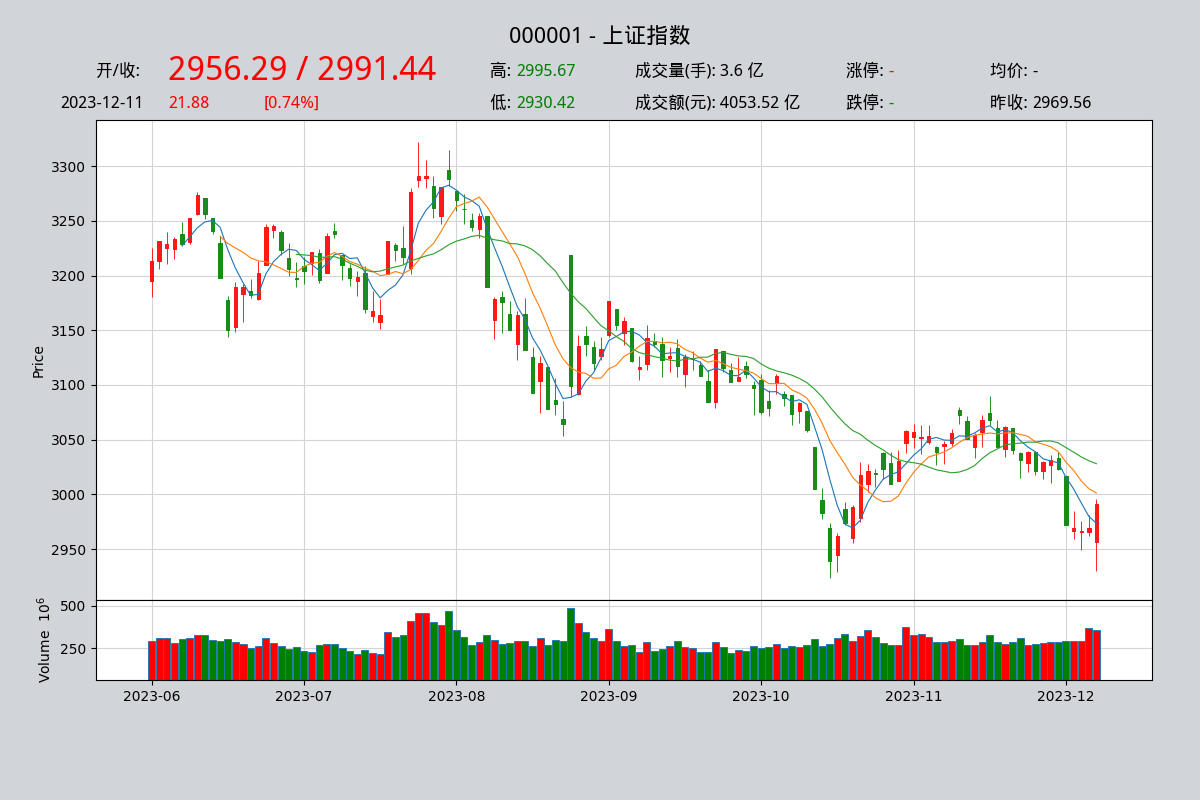 000001 - 上证指数
开/收: 2956.29 / 2991.44 高: 2995.67 成交量(手): 3.6 亿 涨停: - 均价: -
2023-12-11 21.88 [0.74%] 低: 2930.42 成交额(元): 4053.52 亿 跌停: - 昨收: 2969.56
3300
3250
3200
3150
3100
3050
3000
2950
Price
500
250
Volume 10^6
2023-06 2023-07 2023-08 2023-09 2023-10 2023-11 2023-12